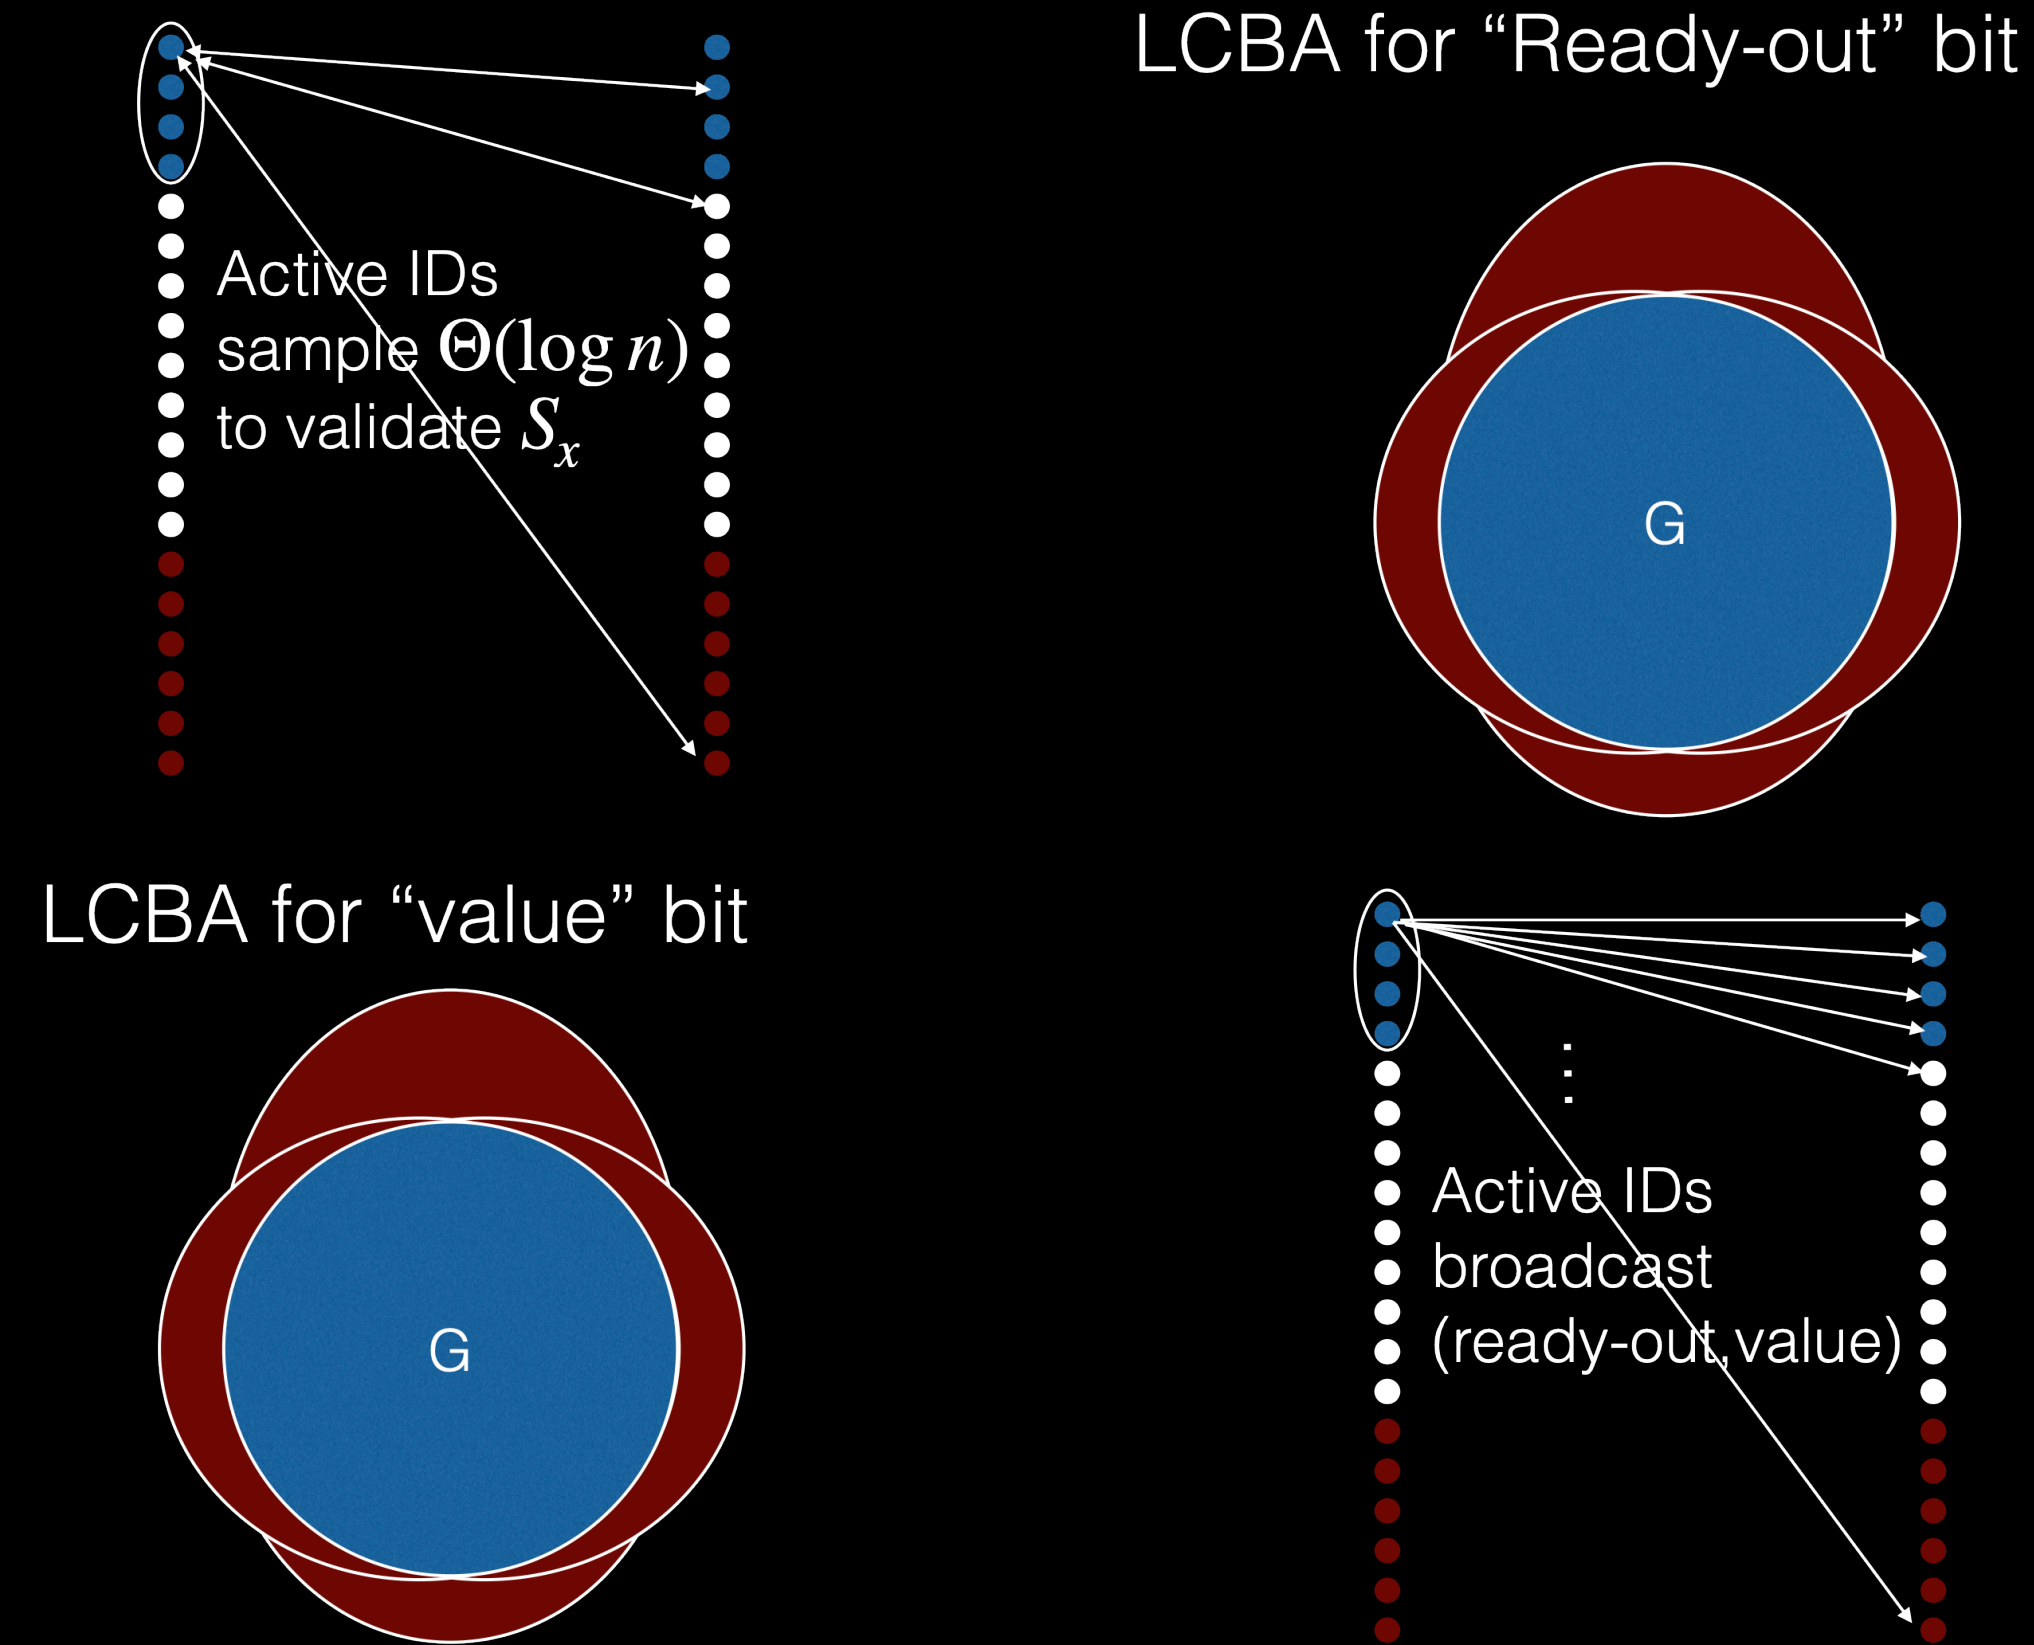 Active IDs
sample Θ(log n)
to validate Sₓ
LCBA for “Ready-out” bit
G
LCBA for “value” bit
G
⋮
Active IDs
broadcast
(ready-out,value)